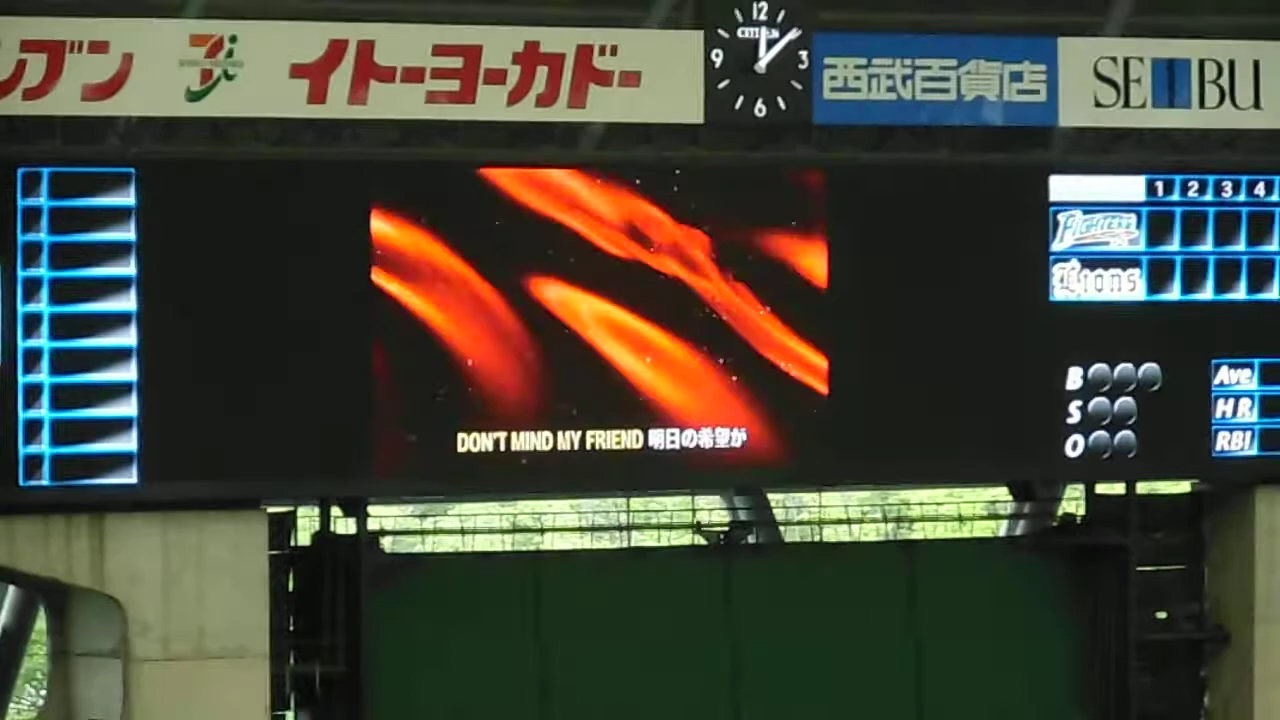 レブン イトーヨーカドー
12
3
6
9
CITIZEN
西武百貨店
SEIBU
1 2 3 4
FIGHTERS
Lions
B
S
O
Ave
HR
RBI
DON'T MIND MY FRIEND 明日の希望が